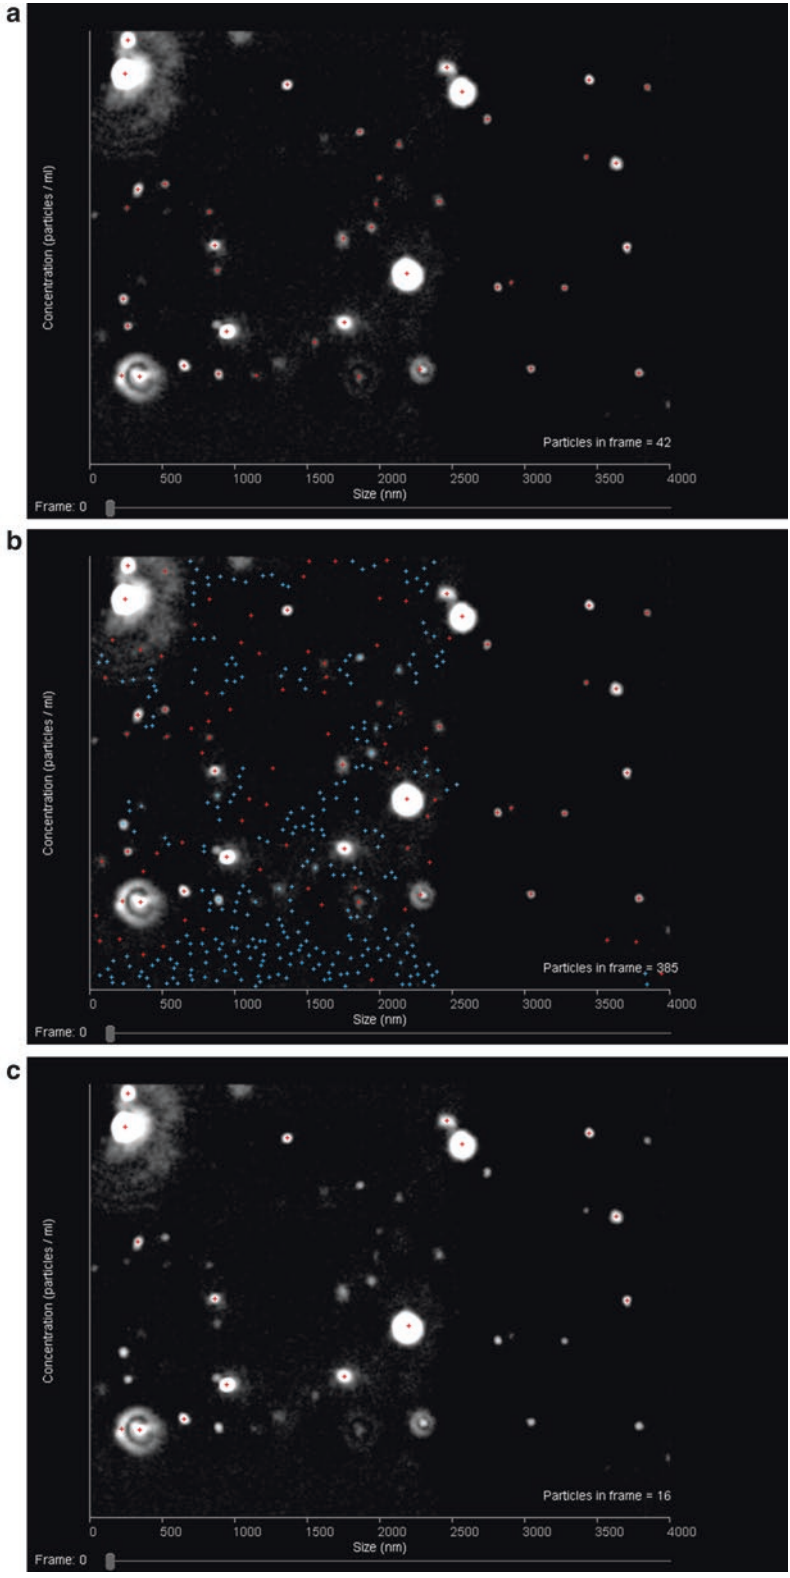 a
Concentration (particles / ml)
Particles in frame = 42
0 500 1000 1500 2000 2500 3000 3500 4000
Size (nm)
Frame: 0
b
Concentration (particles / ml)
Particles in frame = 385
0 500 1000 1500 2000 2500 3000 3500 4000
Size (nm)
Frame: 0
c
Concentration (particles / ml)
Particles in frame = 16
0 500 1000 1500 2000 2500 3000 3500 4000
Size (nm)
Frame: 0